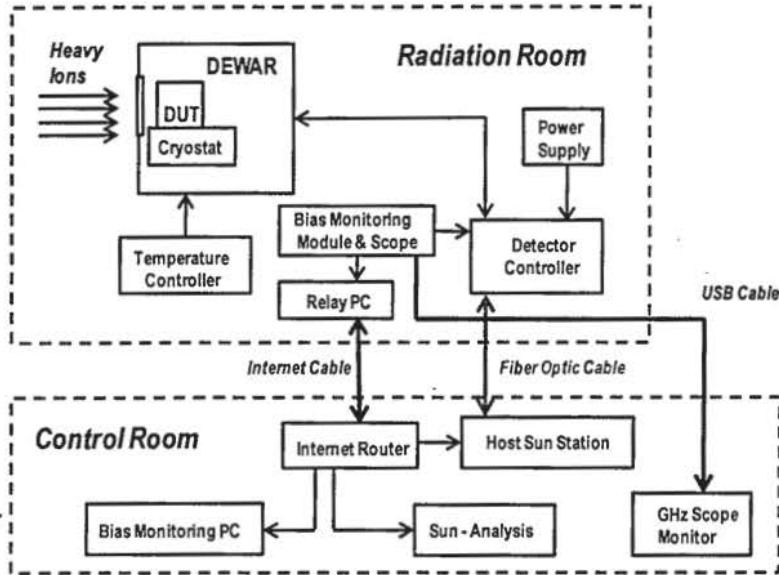 Heavy
Ions
DEWAR
Radiation Room
DUT
Cryostat
Power
Supply
Bias Monitoring
Module & Scope
Detector
Controller
Temperature
Controller
Relay PC
USB Cable
Internet Cable
Fiber Optic Cable
Control Room
Internet Router
Host Sun Station
Bias Monitoring PC
Sun - Analysis
GHz Scope
Monitor